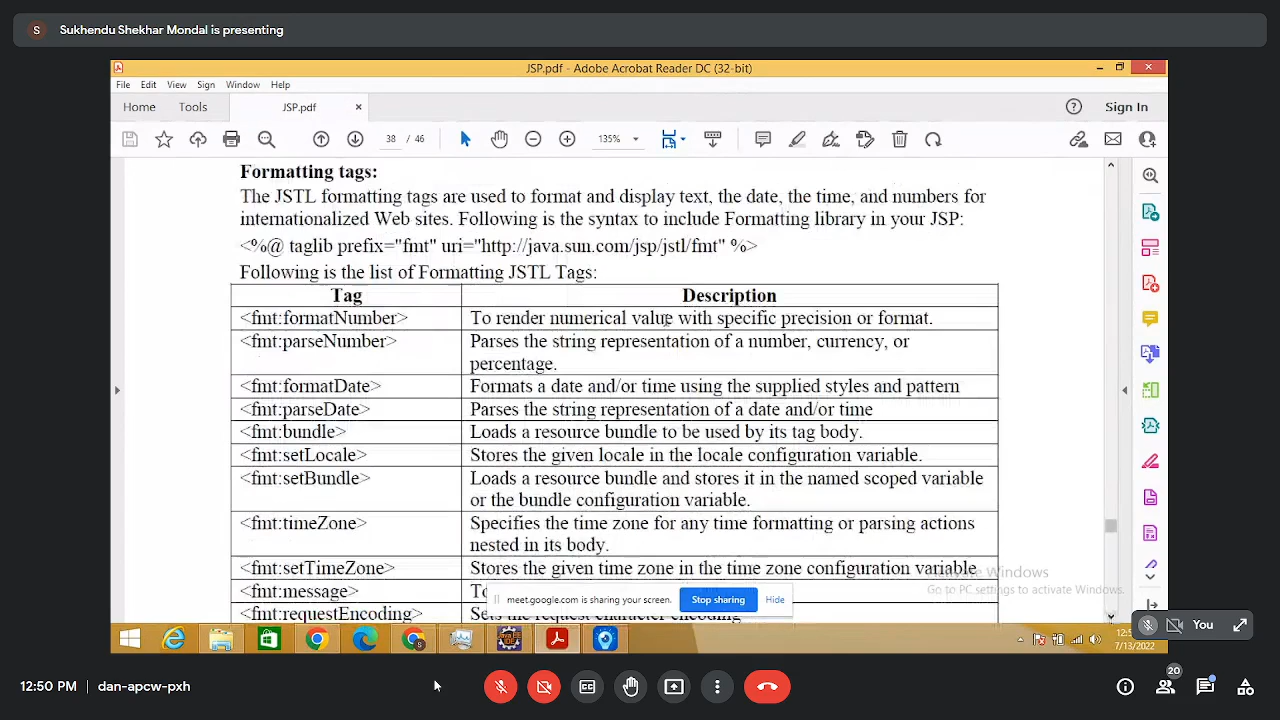 S Sukhendu Shekhar Mondal is presenting
JSP.pdf - Adobe Acrobat Reader DC (32-bit)
File Edit View Sign Window Help
Home Tools JSP.pdf × Sign In
38 / 46 135%
Formatting tags:
The JSTL formatting tags are used to format and display text, the date, the time, and numbers for
internationalized Web sites. Following is the syntax to include Formatting library in your JSP:
<%@ taglib prefix="fmt" uri="http://java.sun.com/jsp/jstl/fmt" %>
Following is the list of Formatting JSTL Tags:
Tag Description
<fmt:formatNumber> To render numerical value with specific precision or format.
<fmt:parseNumber> Parses the string representation of a number, currency, or
percentage.
<fmt:formatDate> Formats a date and/or time using the supplied styles and pattern
<fmt:parseDate> Parses the string representation of a date and/or time
<fmt:bundle> Loads a resource bundle to be used by its tag body.
<fmt:setLocale> Stores the given locale in the locale configuration variable.
<fmt:setBundle> Loads a resource bundle and stores it in the named scoped variable
or the bundle configuration variable.
<fmt:timeZone> Specifies the time zone for any time formatting or parsing actions
nested in its body.
<fmt:setTimeZone> Stores the given time zone in the time zone configuration variable
Activate Windows
Go to PC settings to activate Windows.
<fmt:message> To
meet.google.com is sharing your screen. Stop sharing Hide
<fmt:requestEncoding> Sets the request character encoding
You
7/13/2022
12:50 PM | dan-apcw-pxh
20